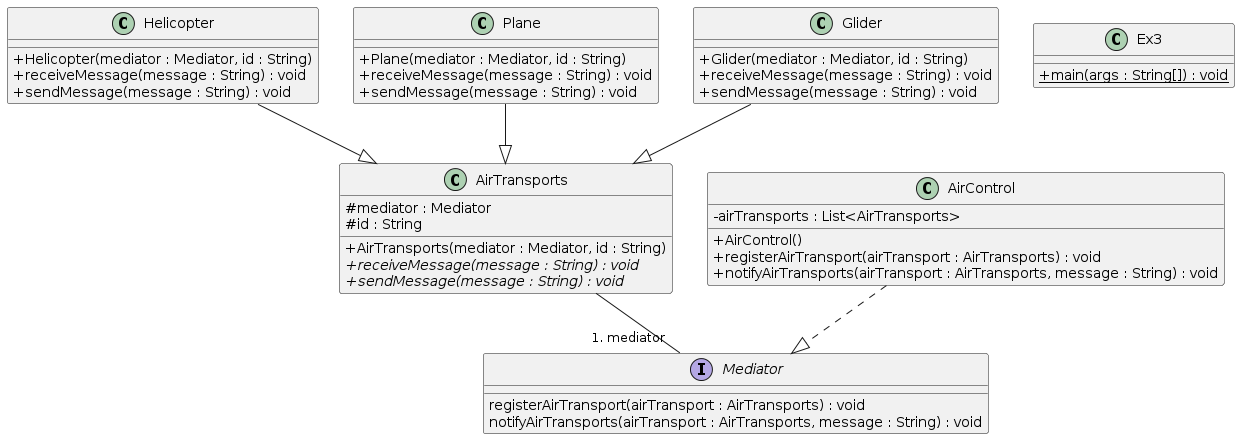 C Helicopter
+Helicopter(mediator : Mediator, id : String)
+receiveMessage(message : String) : void
+sendMessage(message : String) : void
C Plane
+Plane(mediator : Mediator, id : String)
+receiveMessage(message : String) : void
+sendMessage(message : String) : void
C Glider
+Glider(mediator : Mediator, id : String)
+receiveMessage(message : String) : void
+sendMessage(message : String) : void
C Ex3
+main(args : String[]) : void
C AirTransports
#mediator : Mediator
#id : String
+AirTransports(mediator : Mediator, id : String)
+receiveMessage(message : String) : void
+sendMessage(message : String) : void
C AirControl
-airTransports : List<AirTransports>
+AirControl()
+registerAirTransport(airTransport : AirTransports) : void
+notifyAirTransports(airTransport : AirTransports, message : String) : void
1. mediator
I Mediator
registerAirTransport(airTransport : AirTransports) : void
notifyAirTransports(airTransport : AirTransports, message : String) : void